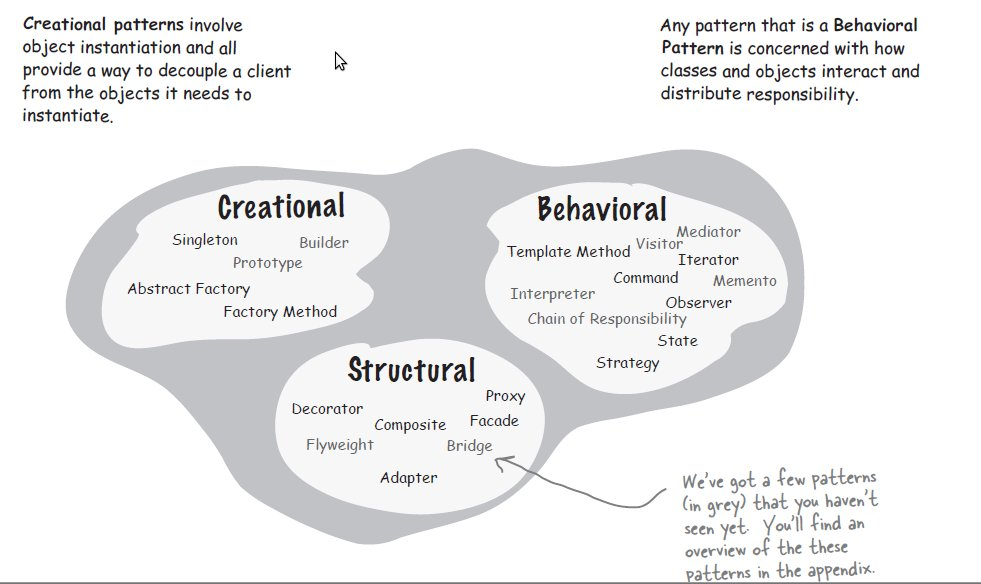 Creational patterns involve
object instantiation and all
provide a way to decouple a client
from the objects it needs to
instantiate.
Any pattern that is a Behavioral
Pattern is concerned with how
classes and objects interact and
distribute responsibility.
Creational
Singleton
Builder
Prototype
Abstract Factory
Factory Method
Behavioral
Mediator
Template Method
Visitor
Iterator
Command
Memento
Interpreter
Observer
Chain of Responsibility
State
Strategy
Structural
Proxy
Decorator
Composite
Facade
Flyweight
Bridge
Adapter
We've got a few patterns
(in grey) that you haven't
seen yet. You'll find an
overview of the these
patterns in the appendix.